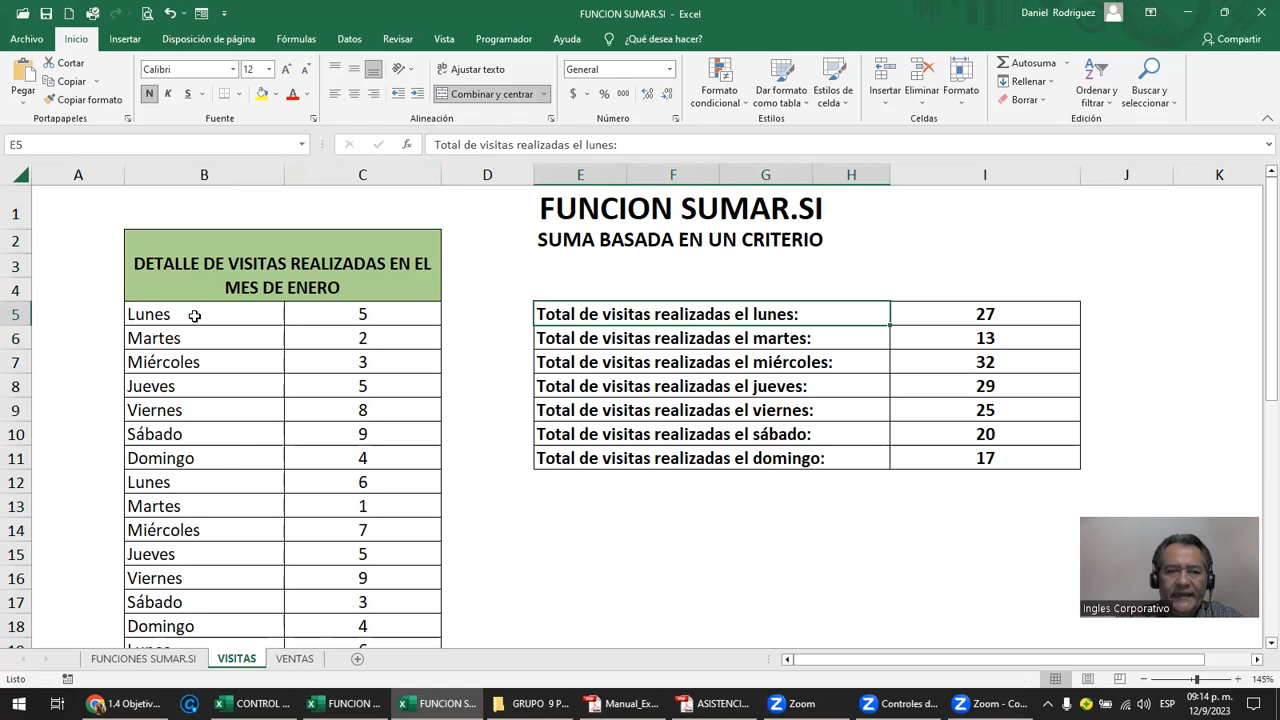 FUNCION SUMAR.SI - Excel
Daniel Rodriguez
Archivo Inicio Insertar Disposición de página Fórmulas Datos Revisar Vista Programador Ayuda ¿Qué desea hacer? Compartir
Pegar
Cortar
Copiar
Copiar formato
Portapapeles
Calibri 12
N K S
Fuente
Ajustar texto
Combinar y centrar
Alineación
General
$ % 000
Número
Formato condicional
Dar formato como tabla
Estilos de celda
Estilos
Insertar Eliminar Formato
Celdas
Autosuma
Rellenar
Borrar
Ordenar y filtrar
Buscar y seleccionar
Edición
E5 fx Total de visitas realizadas el lunes:
A B C D E F G H I J K
1 FUNCION SUMAR.SI
2 SUMA BASADA EN UN CRITERIO
3 DETALLE DE VISITAS REALIZADAS EN EL
4 MES DE ENERO
5 Lunes 5 Total de visitas realizadas el lunes: 27
6 Martes 2 Total de visitas realizadas el martes: 13
7 Miércoles 3 Total de visitas realizadas el miércoles: 32
8 Jueves 5 Total de visitas realizadas el jueves: 29
9 Viernes 8 Total de visitas realizadas el viernes: 25
10 Sábado 9 Total de visitas realizadas el sábado: 20
11 Domingo 4 Total de visitas realizadas el domingo: 17
12 Lunes 6
13 Martes 1
14 Miércoles 7
15 Jueves 5
16 Viernes 9
17 Sábado 3
18 Domingo 4
Ingles Corporativo
FUNCIONES SUMAR.SI VISITAS VENTAS
Listo 145%
1.4 Objetiv... CONTROL ... FUNCION ... FUNCION S... GRUPO 9 P... Manual_Ex... ASISTENCI... Zoom Controles d... Zoom - Co... ESP 09:14 p. m.
12/9/2023